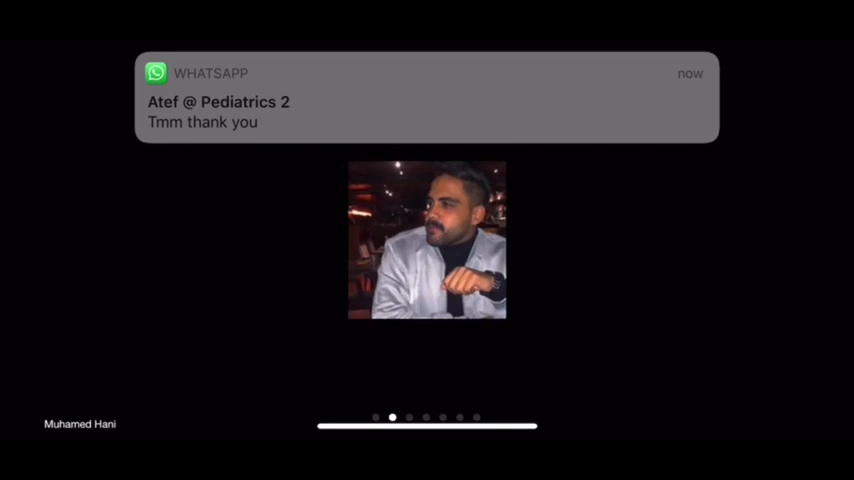 WHATSAPP
now
Atef @ Pediatrics 2
Tmm thank you
Muhamed Hani